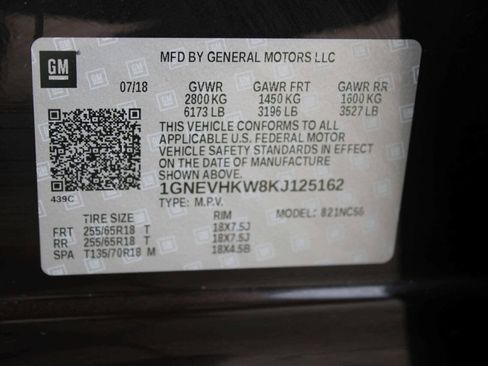 GM
MFD BY GENERAL MOTORS LLC
07/18 GVWR GAWR FRT GAWR RR
2800 KG 1450 KG 1600 KG
6173 LB 3196 LB 3527 LB
THIS VEHICLE CONFORMS TO ALL
APPLICABLE U.S. FEDERAL MOTOR
VEHICLE SAFETY STANDARDS IN EFFECT
ON THE DATE OF MANUFACTURE
SHOWN ABOVE.
1GNEVHKW8KJ125162
439C
TYPE: M.P.V. MODEL: 821NC56
TIRE SIZE RIM
FRT 255/65R18 T 18X7.5J
RR 255/65R18 T 18X7.5J
SPA T135/70R18 M 18X4.5B